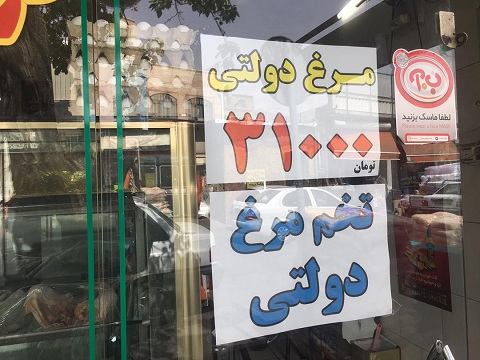 مرغ دولتی
۳۱۰۰۰
تومان
تخم مرغ
دولتی
لطفا ماسک بزنید